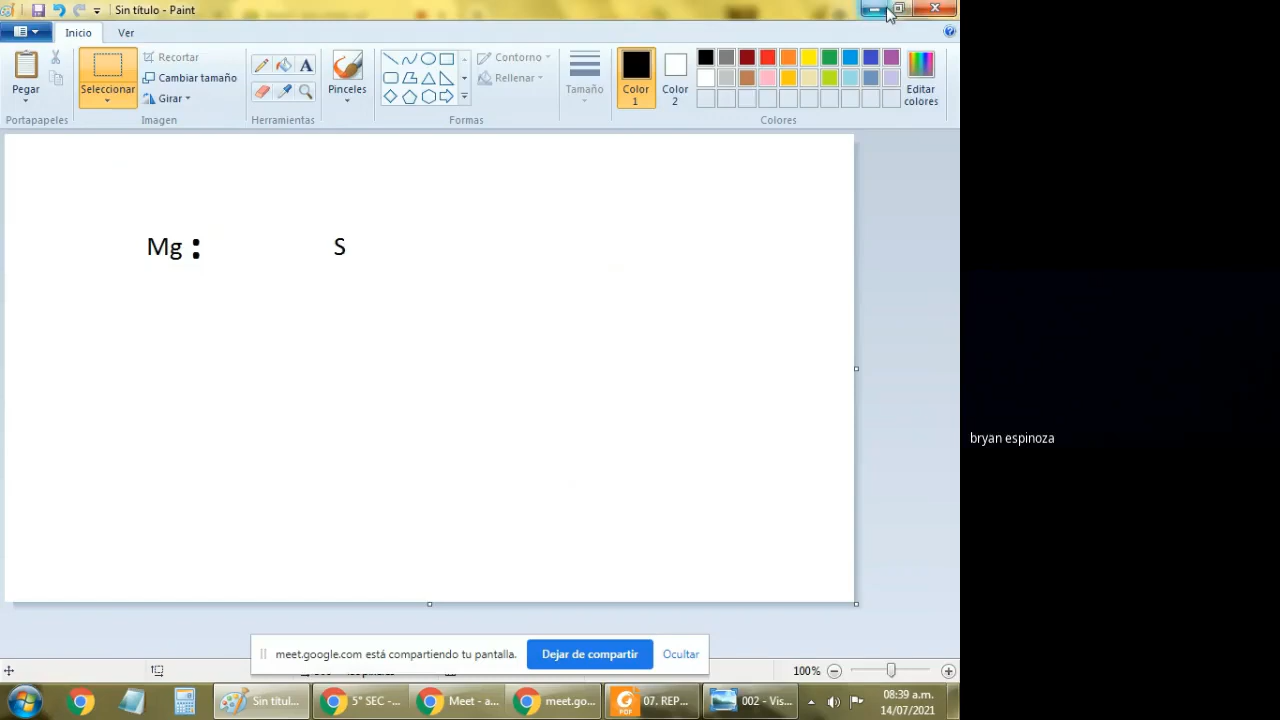 Sin título - Paint
Inicio
Ver
Pegar
Portapapeles
Seleccionar
Recortar
Cambiar tamaño
Girar
Imagen
A
Herramientas
Pinceles
Contorno
Rellenar
Formas
Tamaño
Color 1
Color 2
Editar colores
Colores
Mg : S
bryan espinoza
meet.google.com está compartiendo tu pantalla.
Dejar de compartir
Ocultar
100%
Sin títul...
5° SEC -...
Meet - a...
meet.go...
PDF
07. REP...
002 - Vis...
08:39 a.m.
14/07/2021